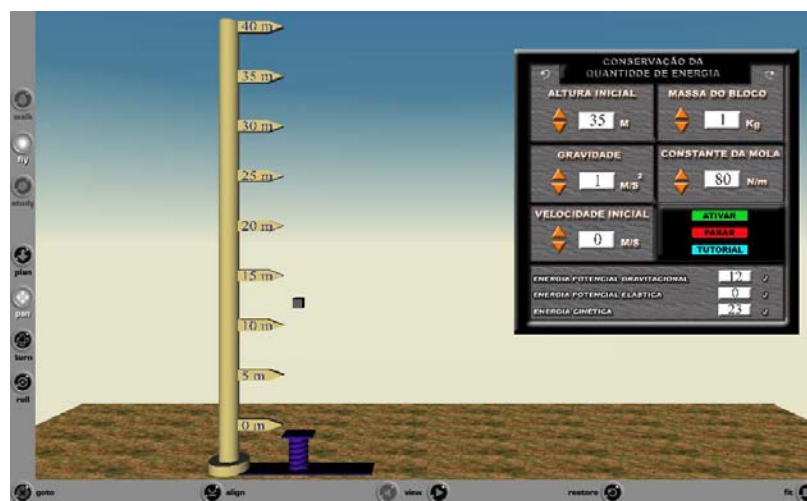 40 m
35 m
30 m
25 m
20 m
15 m
10 m
5 m
0 m
walk
fly
study
plan
pan
turn
roll
goto
align
view
restore
fit
CONSERVAÇÃO DA
QUANTIDDE DE ENERGIA
ALTURA INICIAL
35 M
MASSA DO BLOCO
1 Kg
GRAVIDADE
1 M/S²
CONSTANTE DA MOLA
80 N/m
VELOCIDADE INICIAL
0 M/S
ATIVAR
PARAR
TUTORIAL
ENERGIA POTENCIAL GRAVITACIONAL 12 J
ENERGIA POTENCIAL ELÁSTICA 0 J
ENERGIA CINÉTICA 23 J